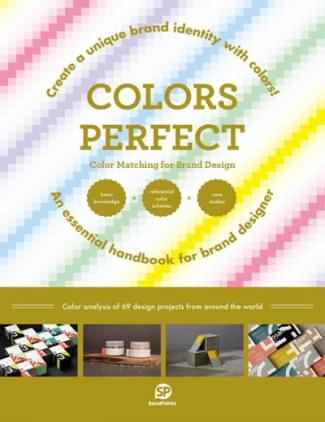 Create a unique brand identity with colors!
COLORS
PERFECT
Color Matching for Brand Design
basic
knowledge
referential
color
schemes
case
studies
An essential handbook for brand designer
Color analysis of 69 design projects from around the world
SP
SendPoints